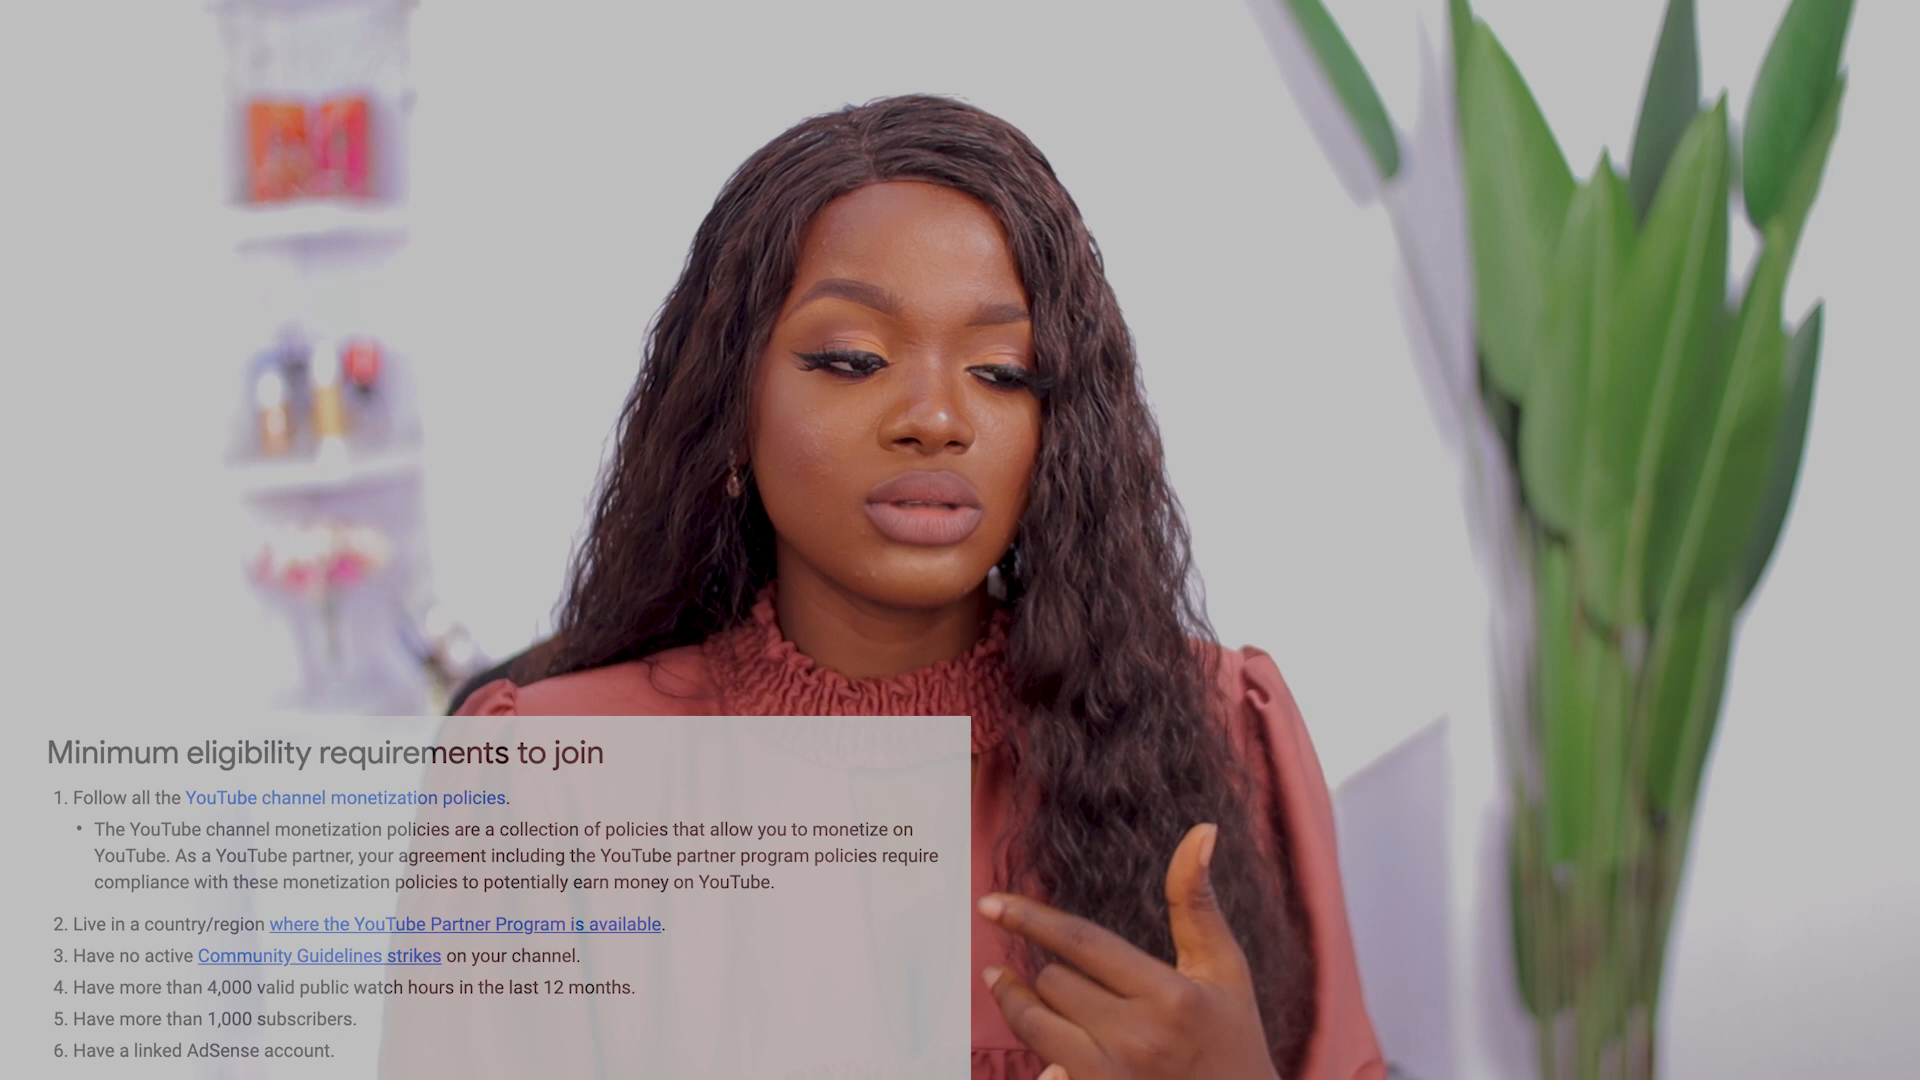 Minimum eligibility requirements to join
1. Follow all the YouTube channel monetization policies.
• The YouTube channel monetization policies are a collection of policies that allow you to monetize on
YouTube. As a YouTube partner, your agreement including the YouTube partner program policies require
compliance with these monetization policies to potentially earn money on YouTube.
2. Live in a country/region where the YouTube Partner Program is available.
3. Have no active Community Guidelines strikes on your channel.
4. Have more than 4,000 valid public watch hours in the last 12 months.
5. Have more than 1,000 subscribers.
6. Have a linked AdSense account.